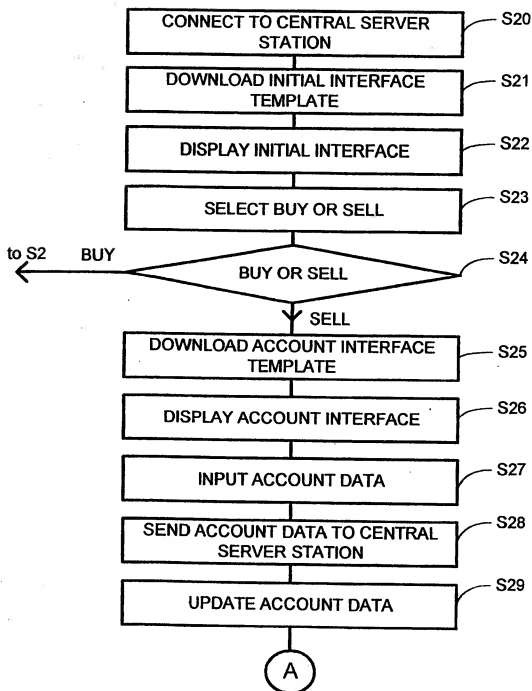 CONNECT TO CENTRAL SERVER
STATION
S20
DOWNLOAD INITIAL INTERFACE
TEMPLATE
S21
DISPLAY INITIAL INTERFACE
S22
SELECT BUY OR SELL
S23
to S2
BUY
BUY OR SELL
S24
SELL
DOWNLOAD ACCOUNT INTERFACE
TEMPLATE
S25
DISPLAY ACCOUNT INTERFACE
S26
INPUT ACCOUNT DATA
S27
SEND ACCOUNT DATA TO CENTRAL
SERVER STATION
S28
UPDATE ACCOUNT DATA
S29
A